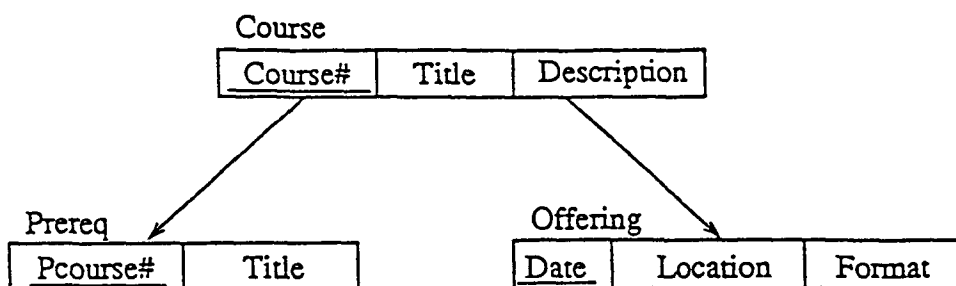 Course
Course# Title Description
Prereq
Offering
Pcourse# Title
Date Location Format